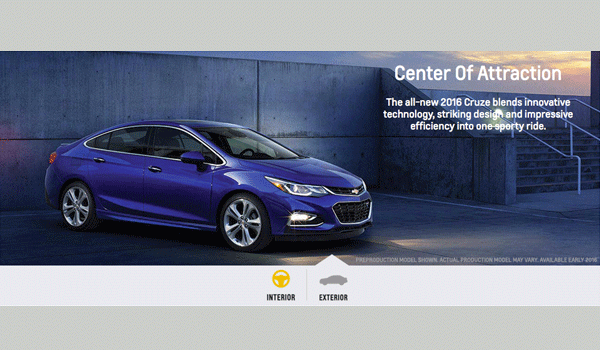 Center Of Attraction
The all-new 2016 Cruze blends innovative
technology, striking design and impressive
efficiency into one sporty ride.
PREPRODUCTION MODEL SHOWN. ACTUAL PRODUCTION MODEL MAY VARY. AVAILABLE EARLY 2016
INTERIOR
EXTERIOR